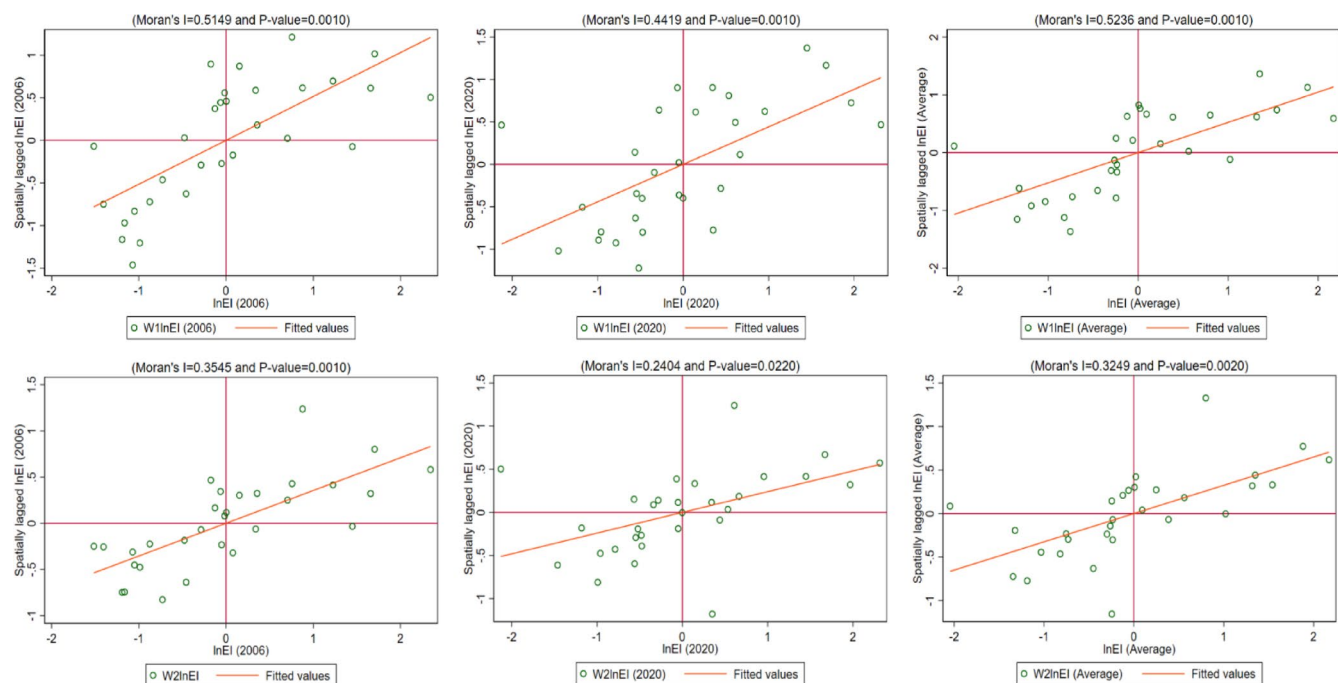 (Moran's I=0.5149 and P-value=0.0010)
Spatially lagged lnEI (2006)
1
.5
0
-.5
-1
-1.5
-2
-1
0
1
2
lnEI (2006)
W1lnEI (2006)
Fitted values
(Moran's I=0.4419 and P-value=0.0010)
Spatially lagged lnEI (2020)
1.5
1
.5
0
-.5
-1
-2
-1
0
1
2
lnEI (2020)
W1lnEI (2020)
Fitted values
(Moran's I=0.5236 and P-value=0.0010)
Spatially lagged lnEI (Average)
2
1
0
-1
-2
-2
-1
0
1
2
lnEI (Average)
W1lnEI (Average)
Fitted values
(Moran's I=0.3545 and P-value=0.0010)
Spatially lagged lnEI (2006)
1.5
1
.5
0
-.5
-1
-2
-1
0
1
2
lnEI (2006)
W2lnEI
Fitted values
(Moran's I=0.2404 and P-value=0.0220)
Spatially lagged lnEI (2020)
1.5
1
.5
0
-.5
-1
-2
-1
0
1
2
lnEI (2020)
W2lnEI (2020)
Fitted values
(Moran's I=0.3249 and P-value=0.0020)
Spatially lagged lnEI (Average)
1.5
1
.5
0
-.5
-1
-2
-1
0
1
2
lnEI (Average)
W2lnEI (Average)
Fitted values